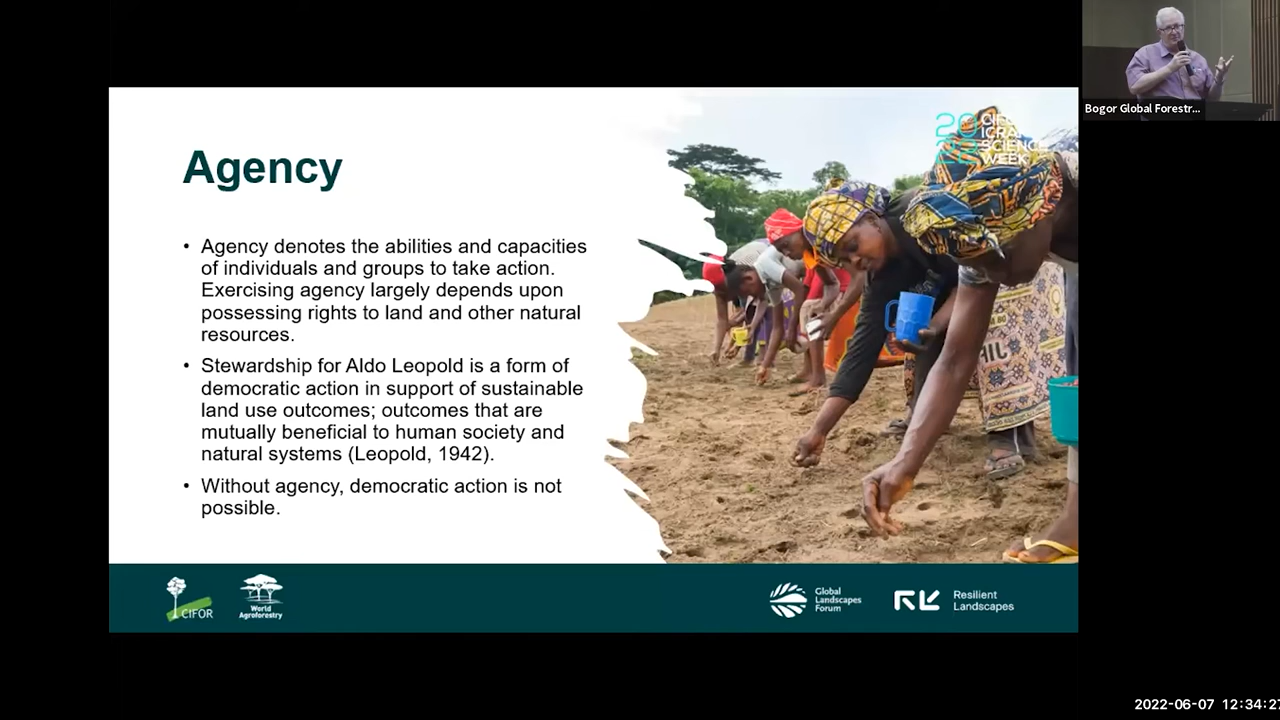 Bogor Global Forestr...
Agency
• Agency denotes the abilities and capacities
of individuals and groups to take action.
Exercising agency largely depends upon
possessing rights to land and other natural
resources.
• Stewardship for Aldo Leopold is a form of
democratic action in support of sustainable
land use outcomes; outcomes that are
mutually beneficial to human society and
natural systems (Leopold, 1942).
• Without agency, democratic action is not
possible.
20
22
SCIENCE
WEEK
CIFOR
World
Agroforestry
Global
Landscapes
Forum
Resilient
Landscapes
2022-06-07 12:34:2